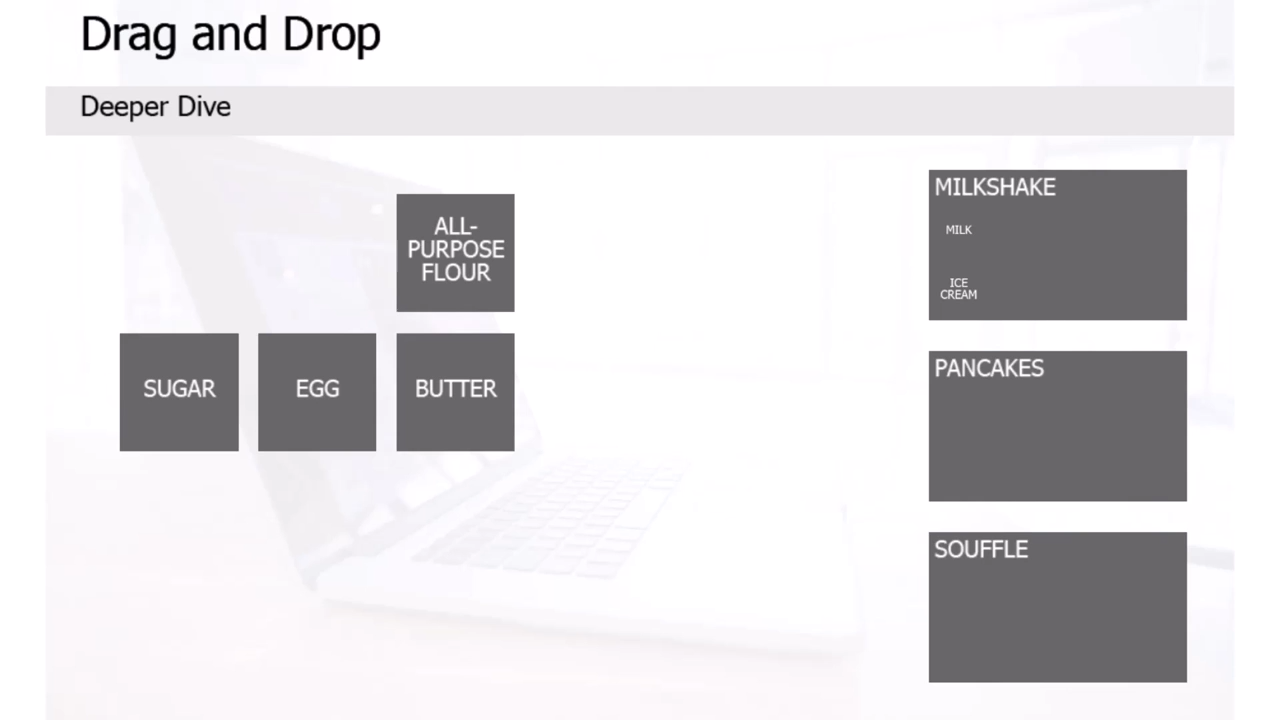 Drag and Drop
Deeper Dive
ALL-
PURPOSE
FLOUR
SUGAR
EGG
BUTTER
MILKSHAKE
MILK
ICE
CREAM
PANCAKES
SOUFFLE